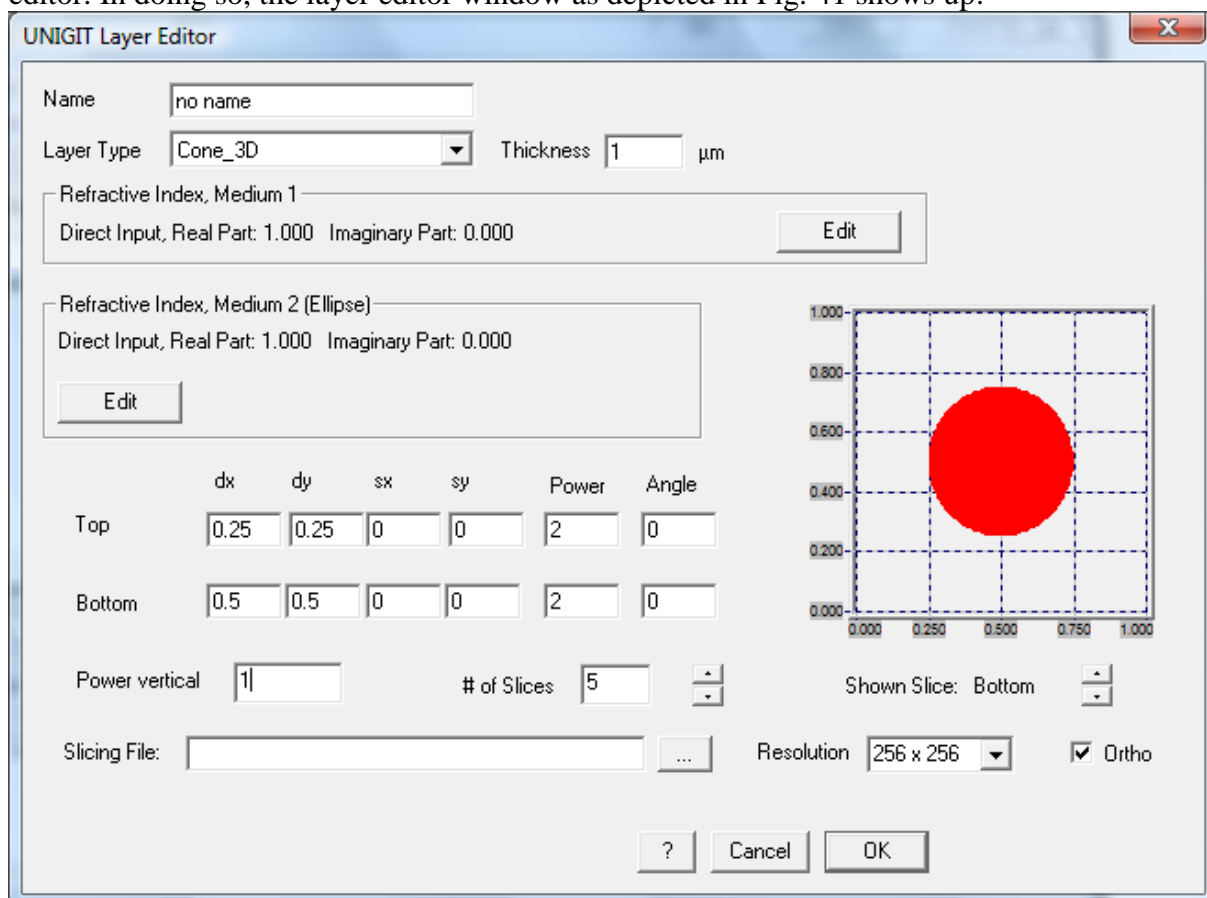 editor. In doing so, the layer editor window as depicted in Fig. 41 shows up.
UNIGIT Layer Editor
Name no name
Layer Type Cone_3D Thickness 1 µm
Refractive Index, Medium 1
Direct Input, Real Part: 1.000 Imaginary Part: 0.000 Edit
Refractive Index, Medium 2 (Ellipse)
Direct Input, Real Part: 1.000 Imaginary Part: 0.000
Edit
1.000
0.800
0.600
0.400
0.200
0.000
0.000 0.250 0.500 0.750 1.000
dx dy sx sy Power Angle
Top 0.25 0.25 0 0 2 0
Bottom 0.5 0.5 0 0 2 0
Power vertical 1 # of Slices 5 Shown Slice: Bottom
Slicing File: ... Resolution 256 x 256 Ortho
? Cancel OK